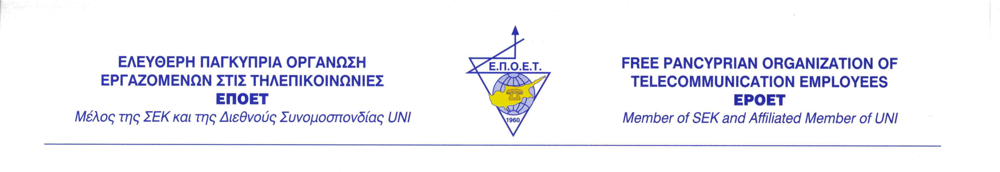 ΕΛΕΥΘΕΡΗ ΠΑΓΚΥΠΡΙΑ ΟΡΓΑΝΩΣΗ
ΕΡΓΑΖΟΜΕΝΩΝ ΣΤΙΣ ΤΗΛΕΠΙΚΟΙΝΩΝΙΕΣ
ΕΠΟΕΤ
Μέλος της ΣΕΚ και της Διεθνούς Συνομοσπονδίας UNI
Ε.Π.Ο.Ε.Τ.
1960
FREE PANCYPRIAN ORGANIZATION OF
TELECOMMUNICATION EMPLOYEES
EPOET
Member of SEK and Affiliated Member of UNI